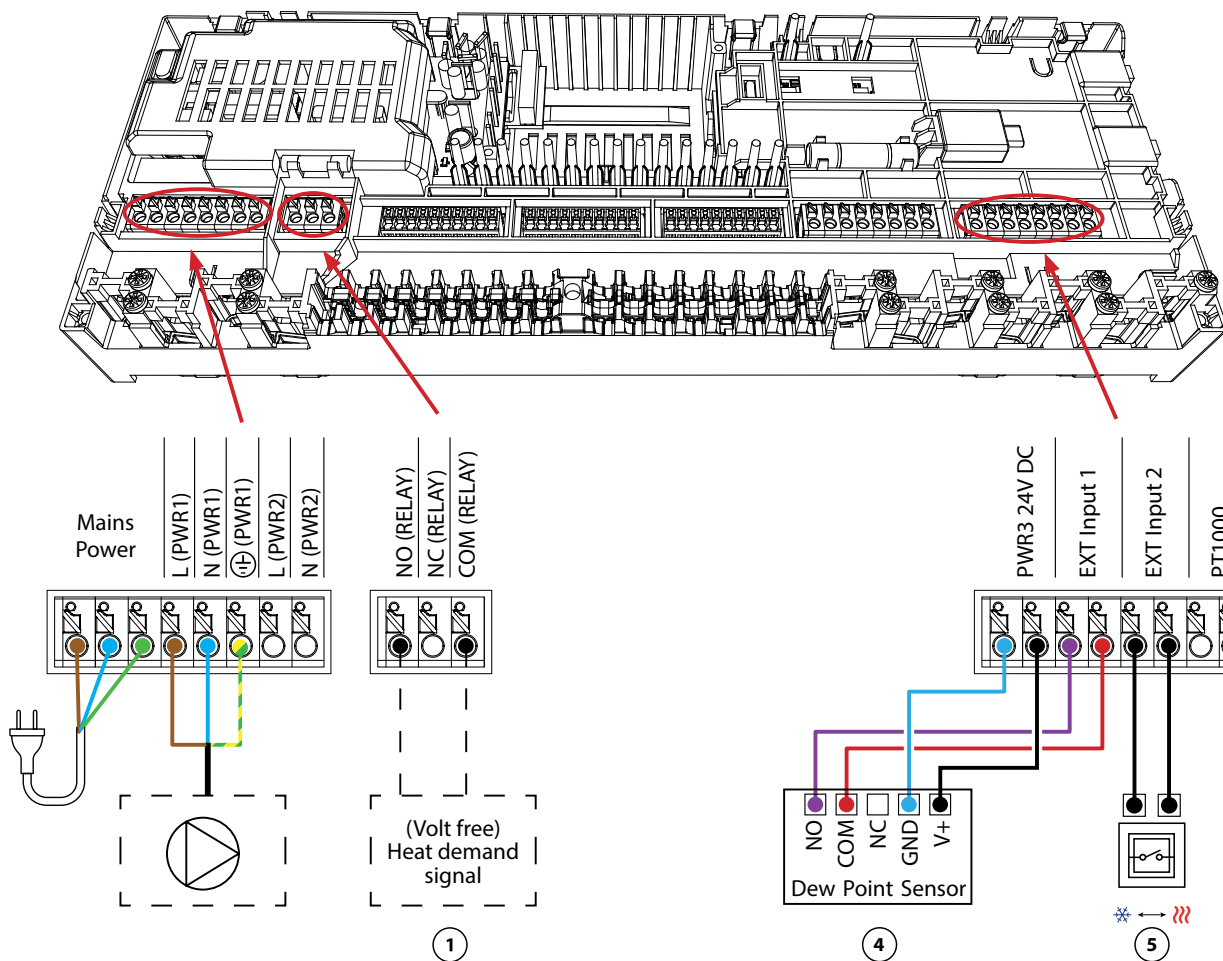 Mains
Power
L (PWR1)
N (PWR1)
(PWR1)
L (PWR2)
N (PWR2)
NO (RELAY)
NC (RELAY)
COM (RELAY)
PWR3 24V DC
EXT Input 1
EXT Input 2
PT1000
(Volt free)
Heat demand
signal
NO
COM
NC
GND
V+
Dew Point Sensor
1
4
5